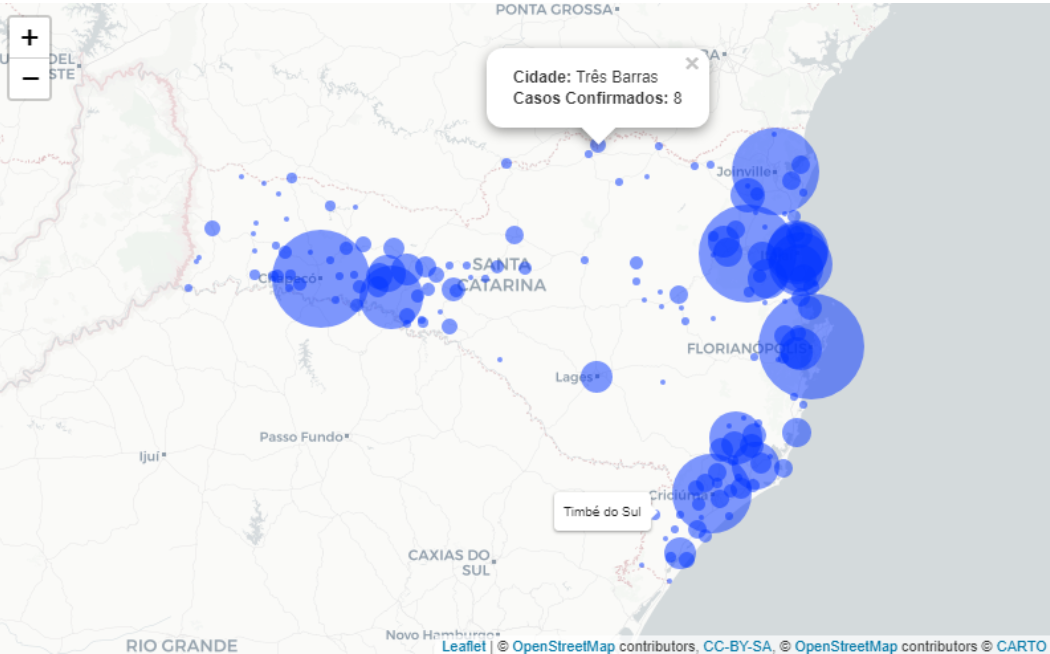 PONTA GROSSA
+
−
DEL
STE
BA
×
Cidade: Três Barras
Casos Confirmados: 8
Joinville
Chapecó
SANTA
CATARINA
FLORIANÓPOLIS
Lages
Passo Fundo
Ijuí
Criciúma
Timbé do Sul
CAXIAS DO
SUL
Novo Hamburgo
RIO GRANDE
Leaflet | © OpenStreetMap contributors, CC-BY-SA, © OpenStreetMap contributors © CARTO